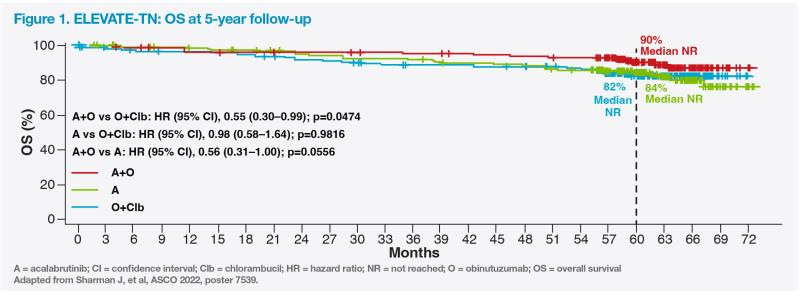 Figure 1. ELEVATE-TN: OS at 5-year follow-up
OS (%)
100
80
60
40
20
0
90%
Median NR
82%
Median
NR
84%
Median NR
A+O vs O+Clb: HR (95% CI), 0.55 (0.30–0.99); p=0.0474
A vs O+Clb: HR (95% CI), 0.98 (0.58–1.64); p=0.9816
A+O vs A: HR (95% CI), 0.56 (0.31–1.00); p=0.0556
A+O
A
O+Clb
0 3 6 9 12 15 18 21 24 27 30 33 36 39 42 45 48 51 54 57 60 63 66 69 72
Months
A = acalabrutinib; CI = confidence interval; Clb = chlorambucil; HR = hazard ratio; NR = not reached; O = obinutuzumab; OS = overall survival
Adapted from Sharman J, et al, ASCO 2022, poster 7539.